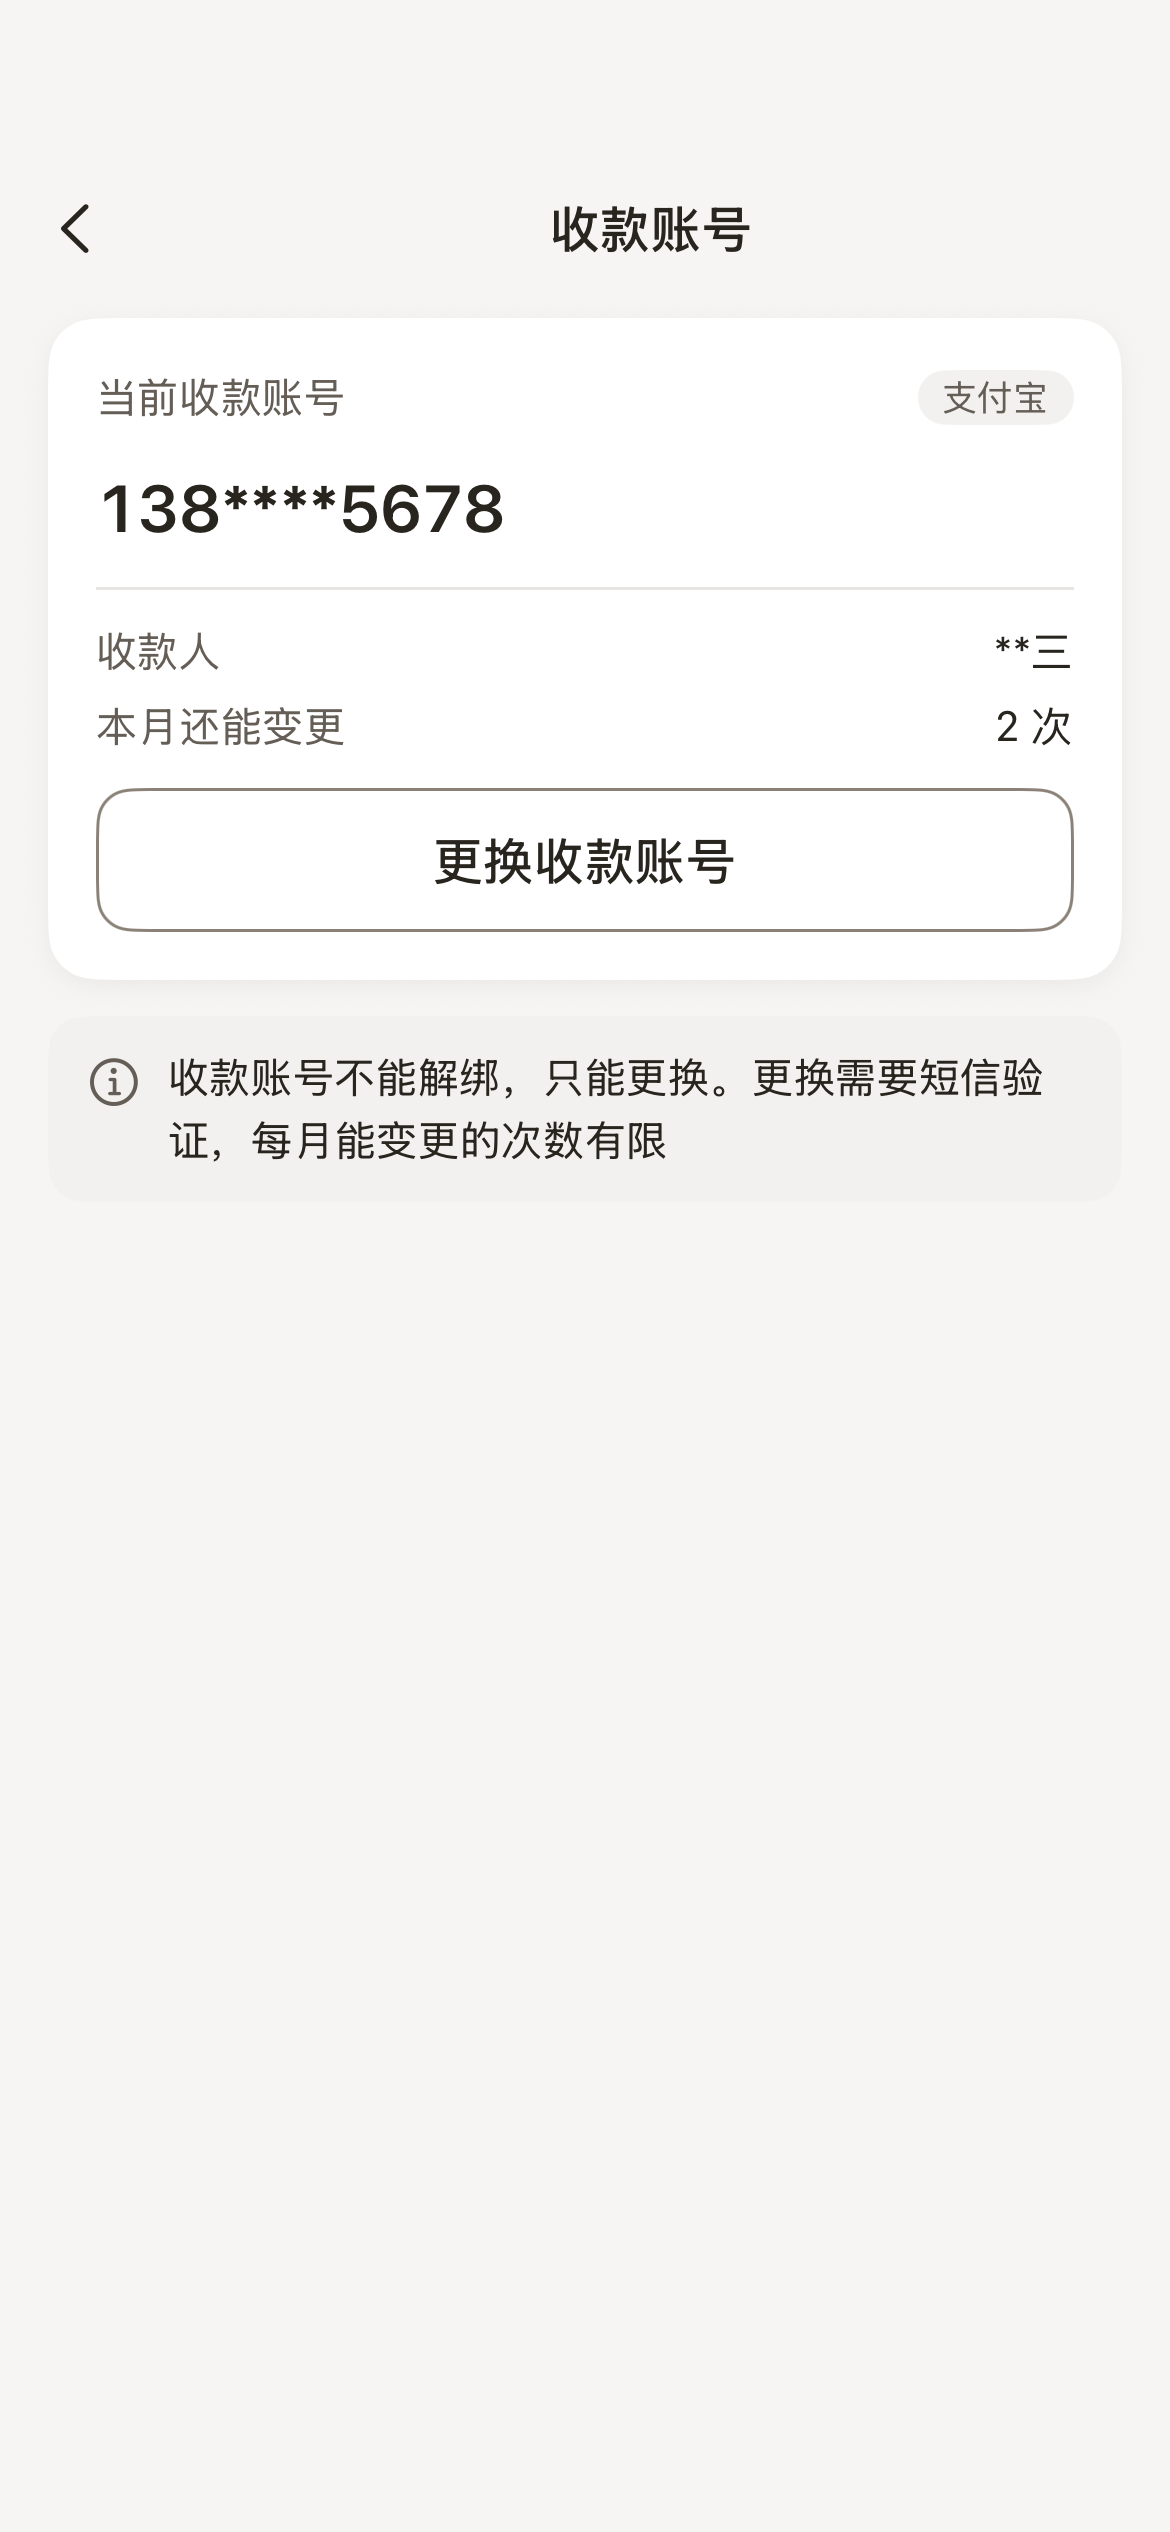 收款账号
当前收款账号
支付宝
138****5678
收款人
**三
本月还能变更
2 次
更换收款账号
收款账号不能解绑，只能更换。更换需要短信验
证，每月能变更的次数有限